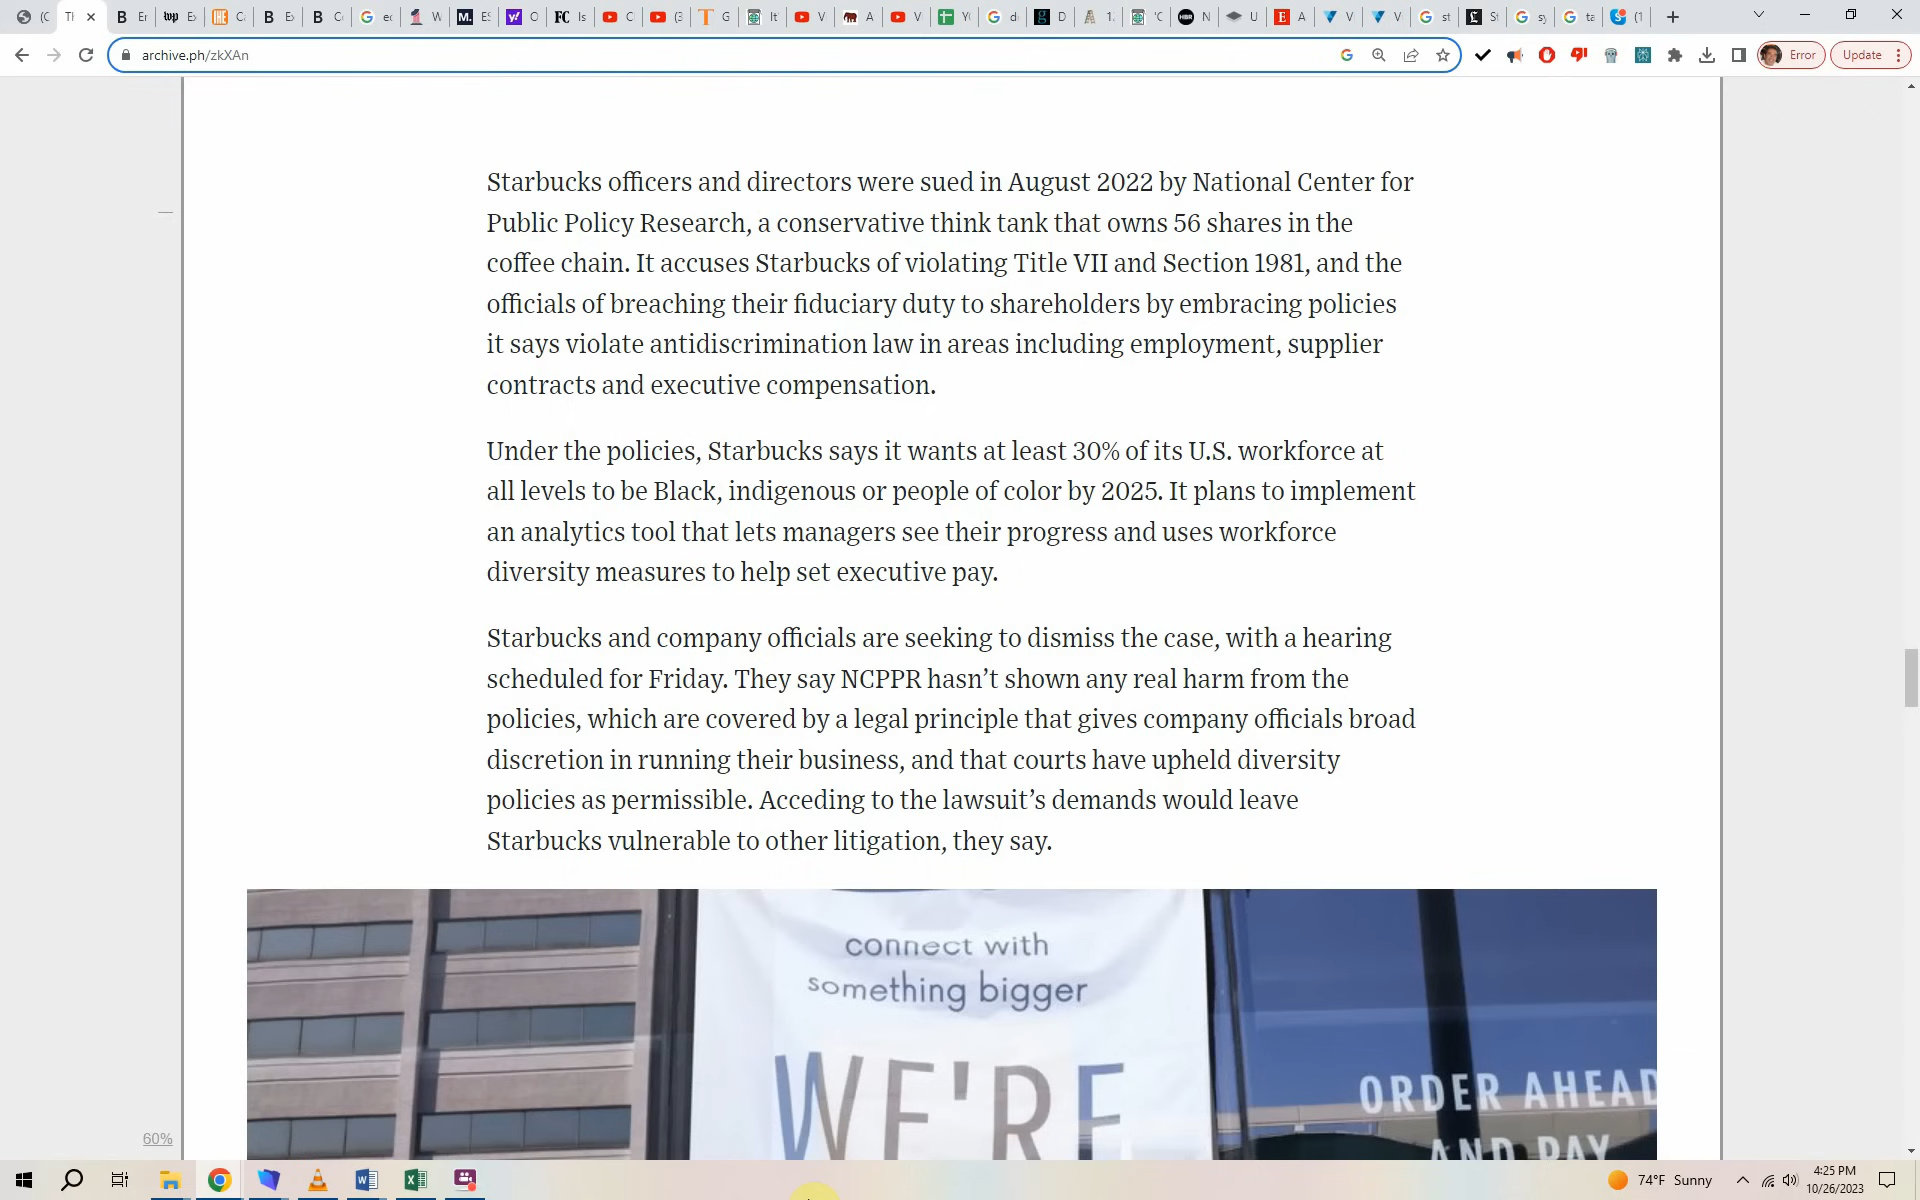 archive.ph/zkXAn
Error
Update
Starbucks officers and directors were sued in August 2022 by National Center for
Public Policy Research, a conservative think tank that owns 56 shares in the
coffee chain. It accuses Starbucks of violating Title VII and Section 1981, and the
officials of breaching their fiduciary duty to shareholders by embracing policies
it says violate antidiscrimination law in areas including employment, supplier
contracts and executive compensation.
Under the policies, Starbucks says it wants at least 30% of its U.S. workforce at
all levels to be Black, indigenous or people of color by 2025. It plans to implement
an analytics tool that lets managers see their progress and uses workforce
diversity measures to help set executive pay.
Starbucks and company officials are seeking to dismiss the case, with a hearing
scheduled for Friday. They say NCPPR hasn’t shown any real harm from the
policies, which are covered by a legal principle that gives company officials broad
discretion in running their business, and that courts have upheld diversity
policies as permissible. Acceding to the lawsuit’s demands would leave
Starbucks vulnerable to other litigation, they say.
connect with
something bigger
WE'RE
ORDER AHEAD
AND PAY
60%
74°F Sunny
4:25 PM
10/26/2023